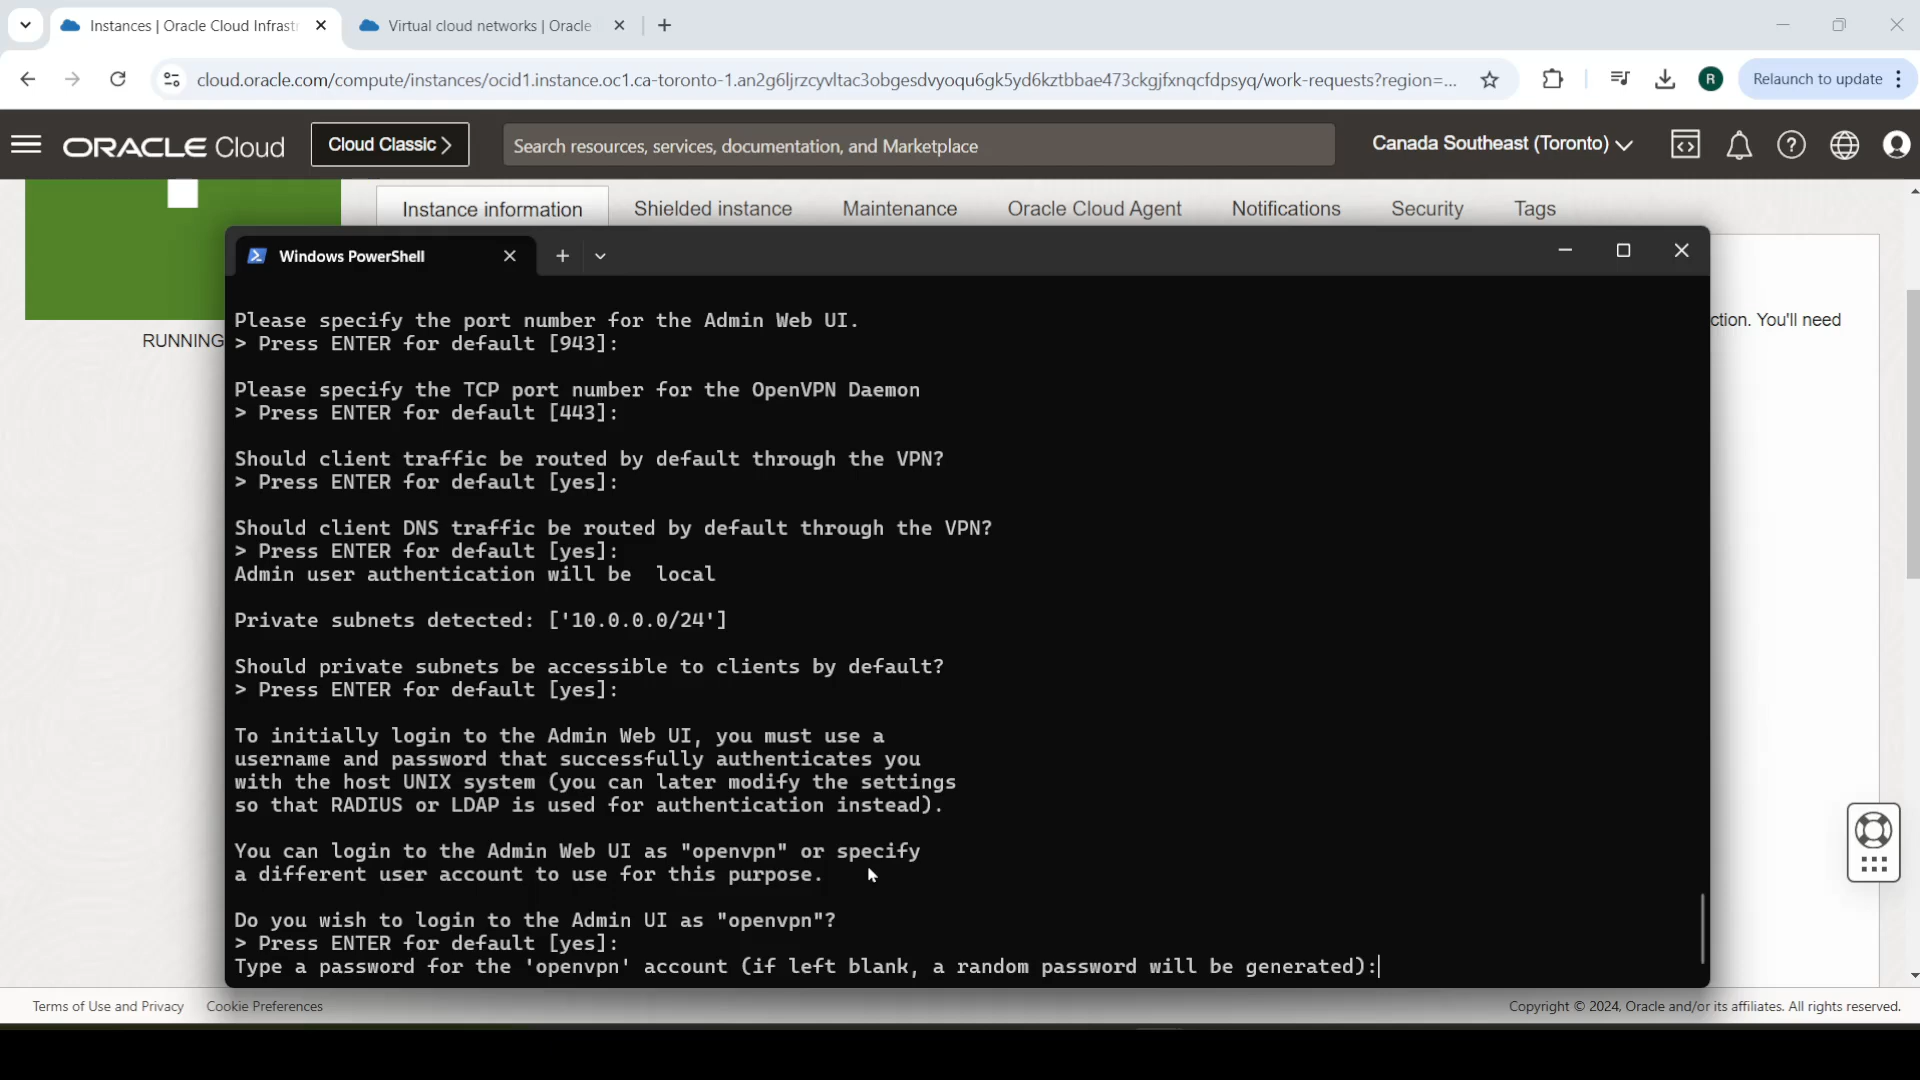 Instances | Oracle Cloud Infrast
Virtual cloud networks | Oracle
cloud.oracle.com/compute/instances/ocid1.instance.oc1.ca-toronto-1.an2g6ljrzcyvltac3obgesdvyoqu6gk5yd6kztbbae473ckgjfxnqcfdpsyq/work-requests?region=...
R
Relaunch to update
ORACLE Cloud
Cloud Classic >
Search resources, services, documentation, and Marketplace
Canada Southeast (Toronto)
Instance information
Shielded instance
Maintenance
Oracle Cloud Agent
Notifications
Security
Tags
RUNNING
ction. You'll need
Windows PowerShell
Please specify the port number for the Admin Web UI.
> Press ENTER for default [943]:
Please specify the TCP port number for the OpenVPN Daemon
> Press ENTER for default [443]:
Should client traffic be routed by default through the VPN?
> Press ENTER for default [yes]:
Should client DNS traffic be routed by default through the VPN?
> Press ENTER for default [yes]:
Admin user authentication will be  local
Private subnets detected: ['10.0.0.0/24']
Should private subnets be accessible to clients by default?
> Press ENTER for default [yes]:
To initially login to the Admin Web UI, you must use a
username and password that successfully authenticates you
with the host UNIX system (you can later modify the settings
so that RADIUS or LDAP is used for authentication instead).
You can login to the Admin Web UI as "openvpn" or specify
a different user account to use for this purpose.
Do you wish to login to the Admin UI as "openvpn"?
> Press ENTER for default [yes]:
Type a password for the 'openvpn' account (if left blank, a random password will be generated):
Terms of Use and Privacy
Cookie Preferences
Copyright © 2024, Oracle and/or its affiliates. All rights reserved.